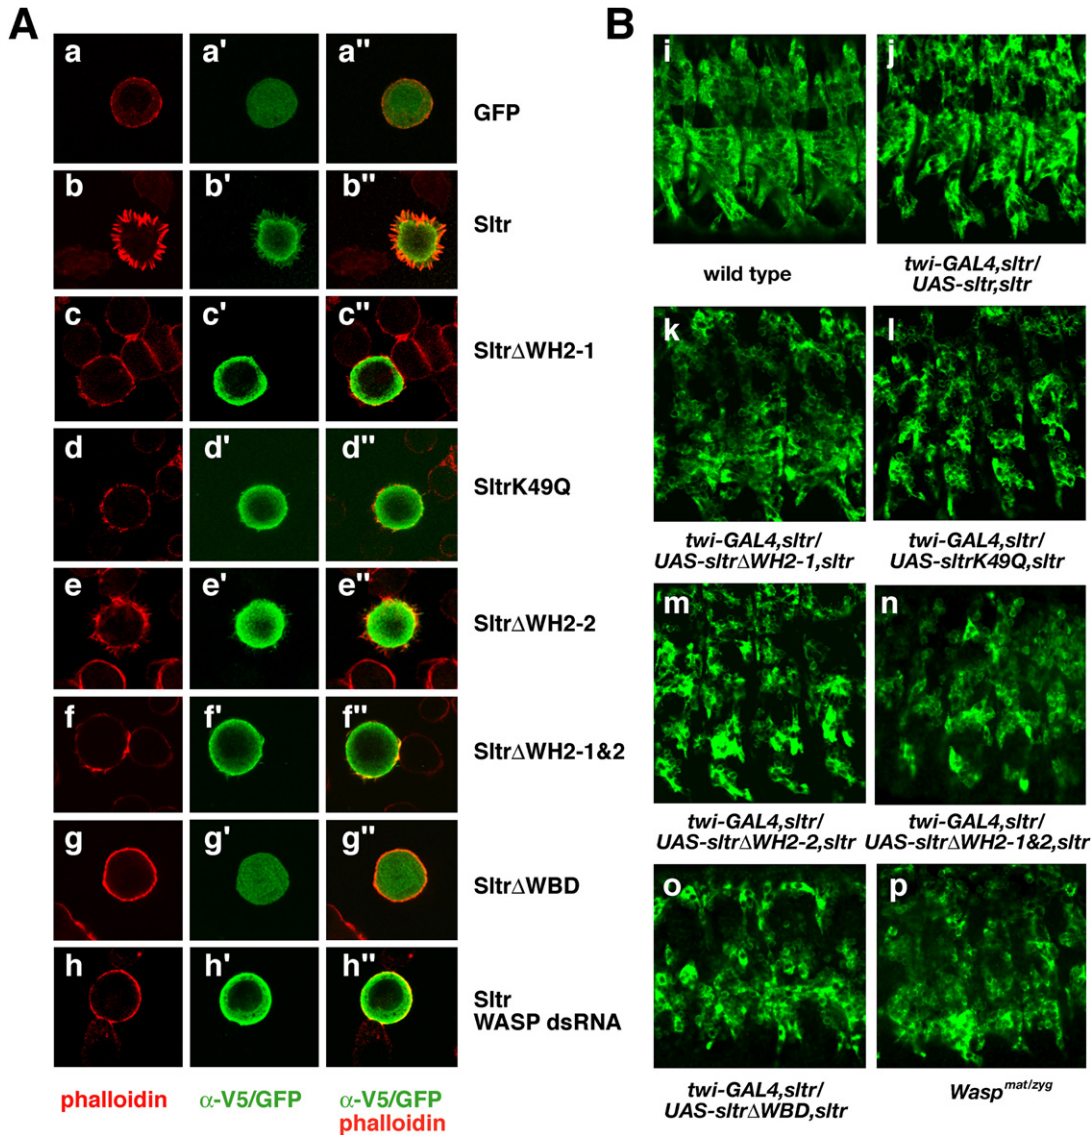 A
a a' a" GFP
b b' b" Sltr
c c' c" SltrΔWH2-1
d d' d" SltrK49Q
e e' e" SltrΔWH2-2
f f' f" SltrΔWH2-1&2
g g' g" SltrΔWBD
h h' h" Sltr
WASP dsRNA
phalloidin α-V5/GFP α-V5/GFP
phalloidin
B
i j
wild type
twi-GAL4,sltr/
UAS-sltr,sltr
k l
twi-GAL4,sltr/
UAS-sltrΔWH2-1,sltr
twi-GAL4,sltr/
UAS-sltrK49Q,sltr
m n
twi-GAL4,sltr/
UAS-sltrΔWH2-2,sltr
twi-GAL4,sltr/
UAS-sltrΔWH2-1&2,sltr
o p
twi-GAL4,sltr/
UAS-sltrΔWBD,sltr
Wasp^mat/zyg